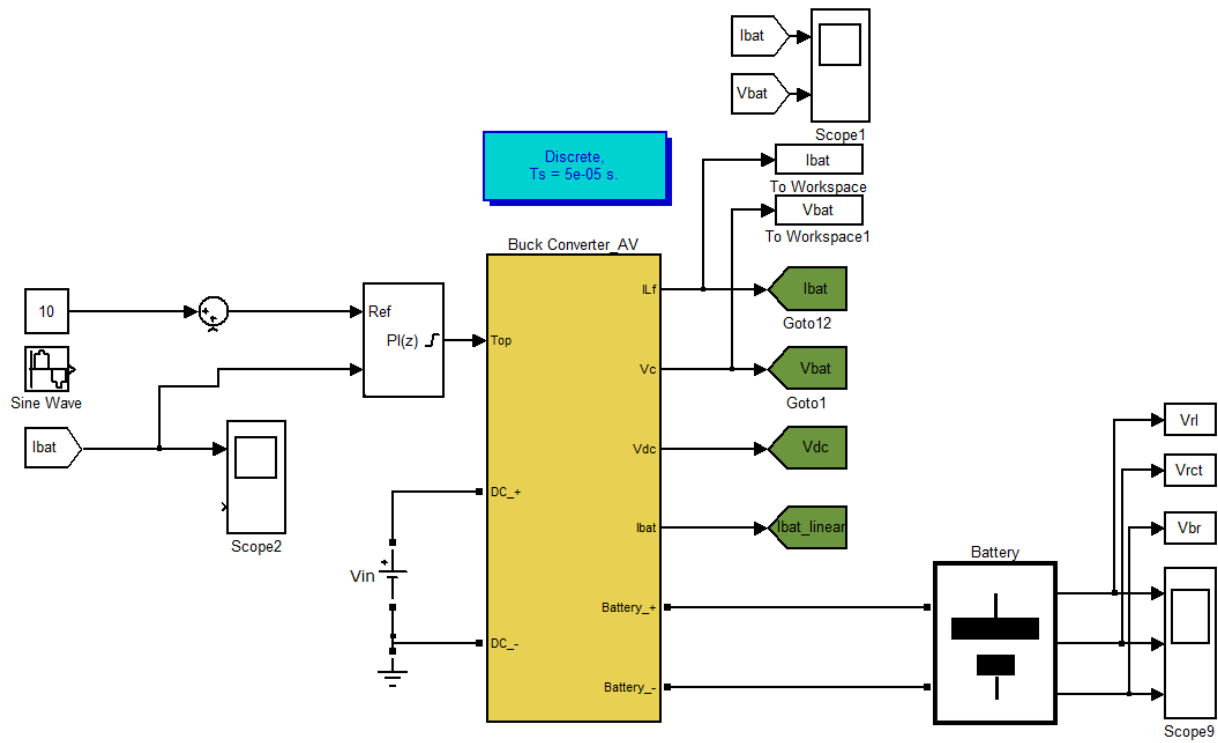 Ibat
Vbat
Scope1
Discrete,
Ts = 5e-05 s.
Ibat
To Workspace
Vbat
To Workspace1
Buck Converter_AV
10
Ref
PI(z)
Top
ILf
Ibat
Goto12
Vc
Vbat
Goto1
Sine Wave
Ibat
Scope2
Vdc
Vdc
DC_+
Ibat
Ibat_linear
Vin
+
DC_-
Battery_+
Battery_-
Battery
Vrl
Vrct
Vbr
Scope9